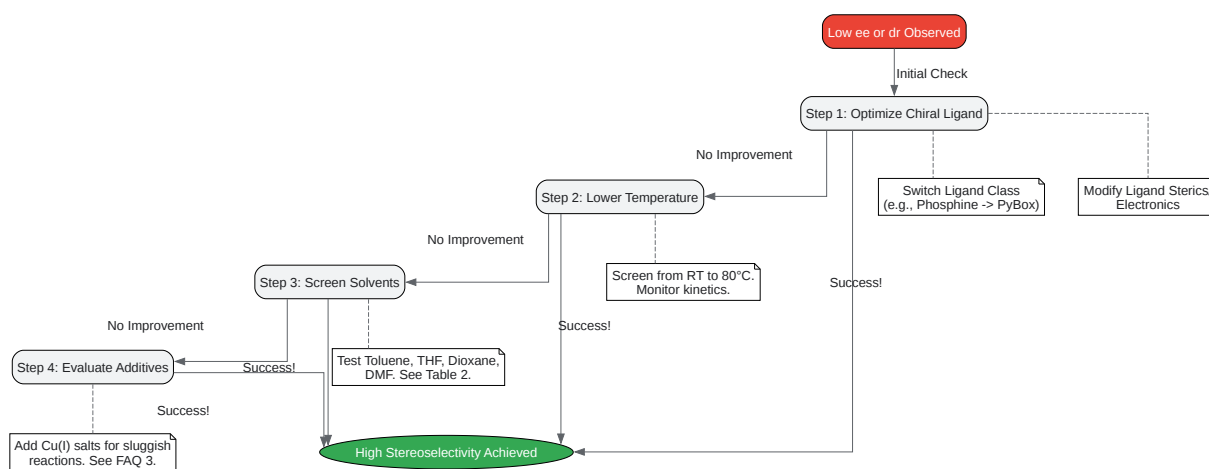 Low ee or dr Observed
Initial Check
Step 1: Optimize Chiral Ligand
No Improvement
Switch Ligand Class
(e.g., Phosphine -> PyBox)
Modify Ligand Sterics/
Electronics
Step 2: Lower Temperature
No Improvement
Screen from RT to 80°C.
Monitor kinetics.
Success!
Step 3: Screen Solvents
No Improvement
Success!
Test Toluene, THF, Dioxane,
DMF. See Table 2.
Step 4: Evaluate Additives
Success!
Success!
Add Cu(I) salts for sluggish
reactions. See FAQ 3.
High Stereoselectivity Achieved